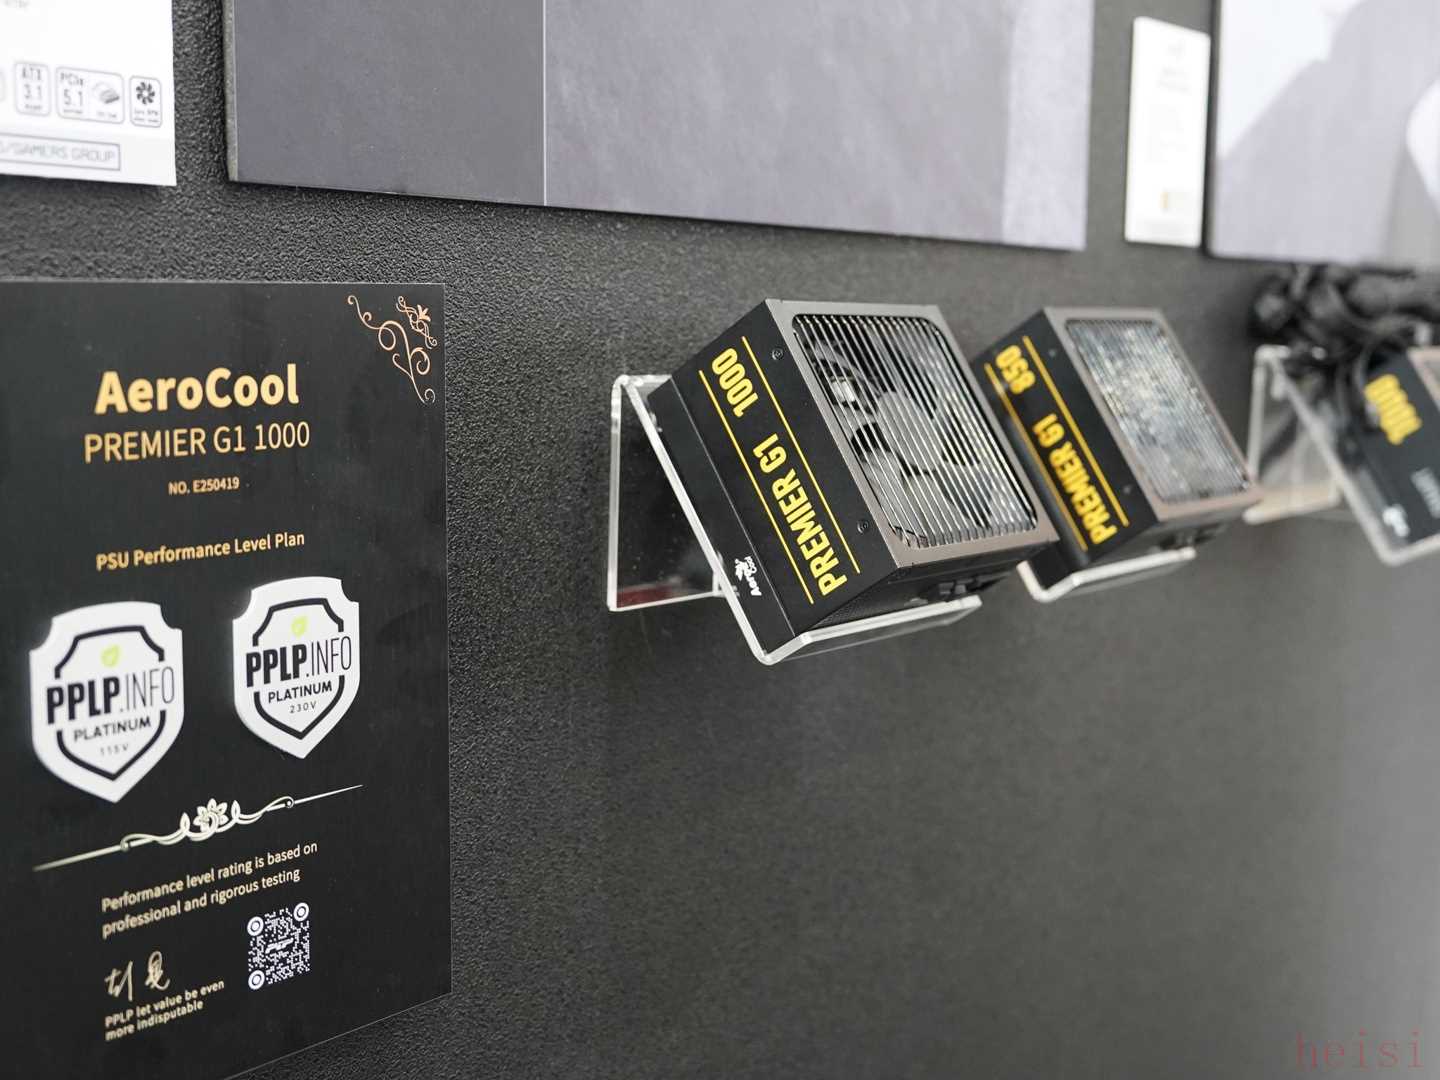 ATX
3.1
PCIe
5.1
/GAMERS GROUP
AeroCool
PREMIER G1 1000
NO. E250419
PSU Performance Level Plan
PPLP.INFO
PLATINUM
115V
PPLP.INFO
PLATINUM
230V
Performance level rating is based on
professional and rigorous testing
PPLP let value be even
more indisputable
PREMIER G1 1000
AeroCool
PREMIER G1 850
1000
heisi